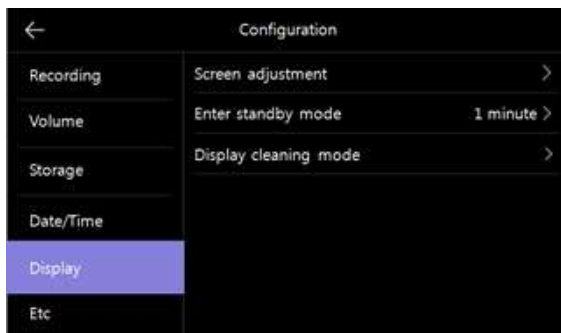 Configuration
Recording
Volume
Storage
Date/Time
Display
Etc
Screen adjustment
Enter standby mode 1 minute
Display cleaning mode